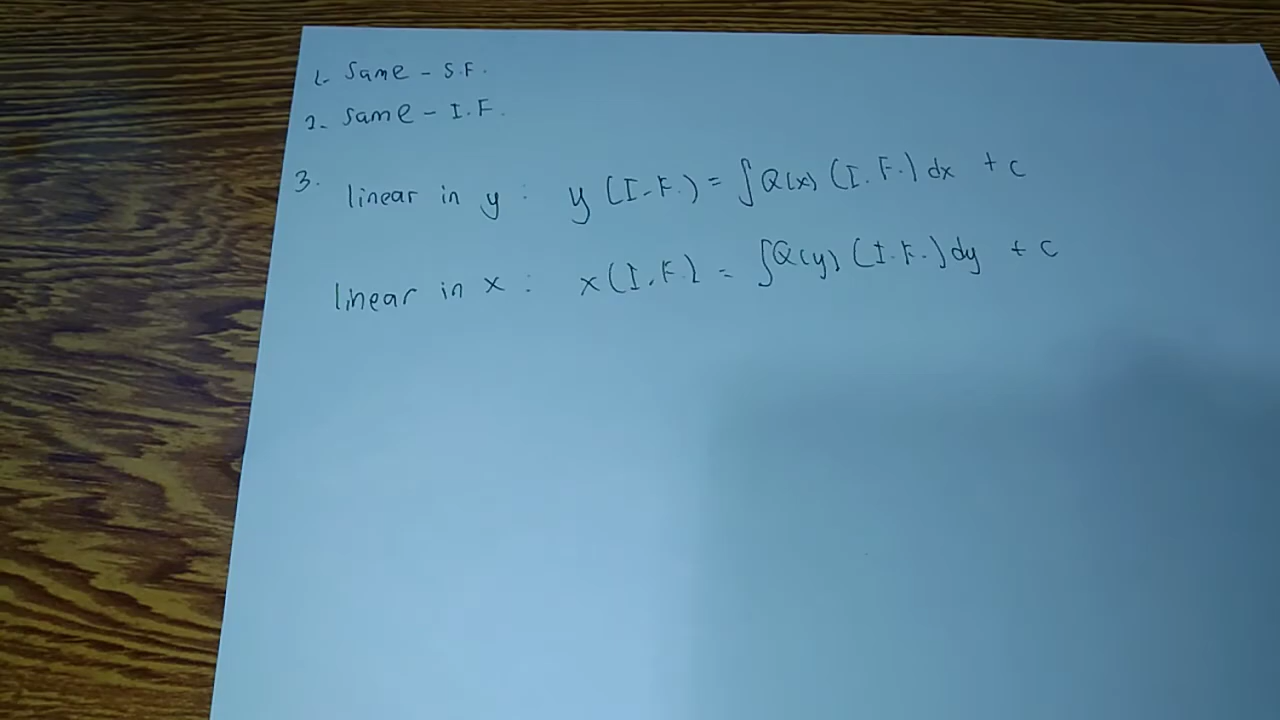 1. Same - S.F.
2. Same - I.F.
3. linear in y : y (I.F.) = ∫Q(x) (I.F.) dx + c
linear in x : x (I.F.) = ∫Q(y) (I.F.) dy + c